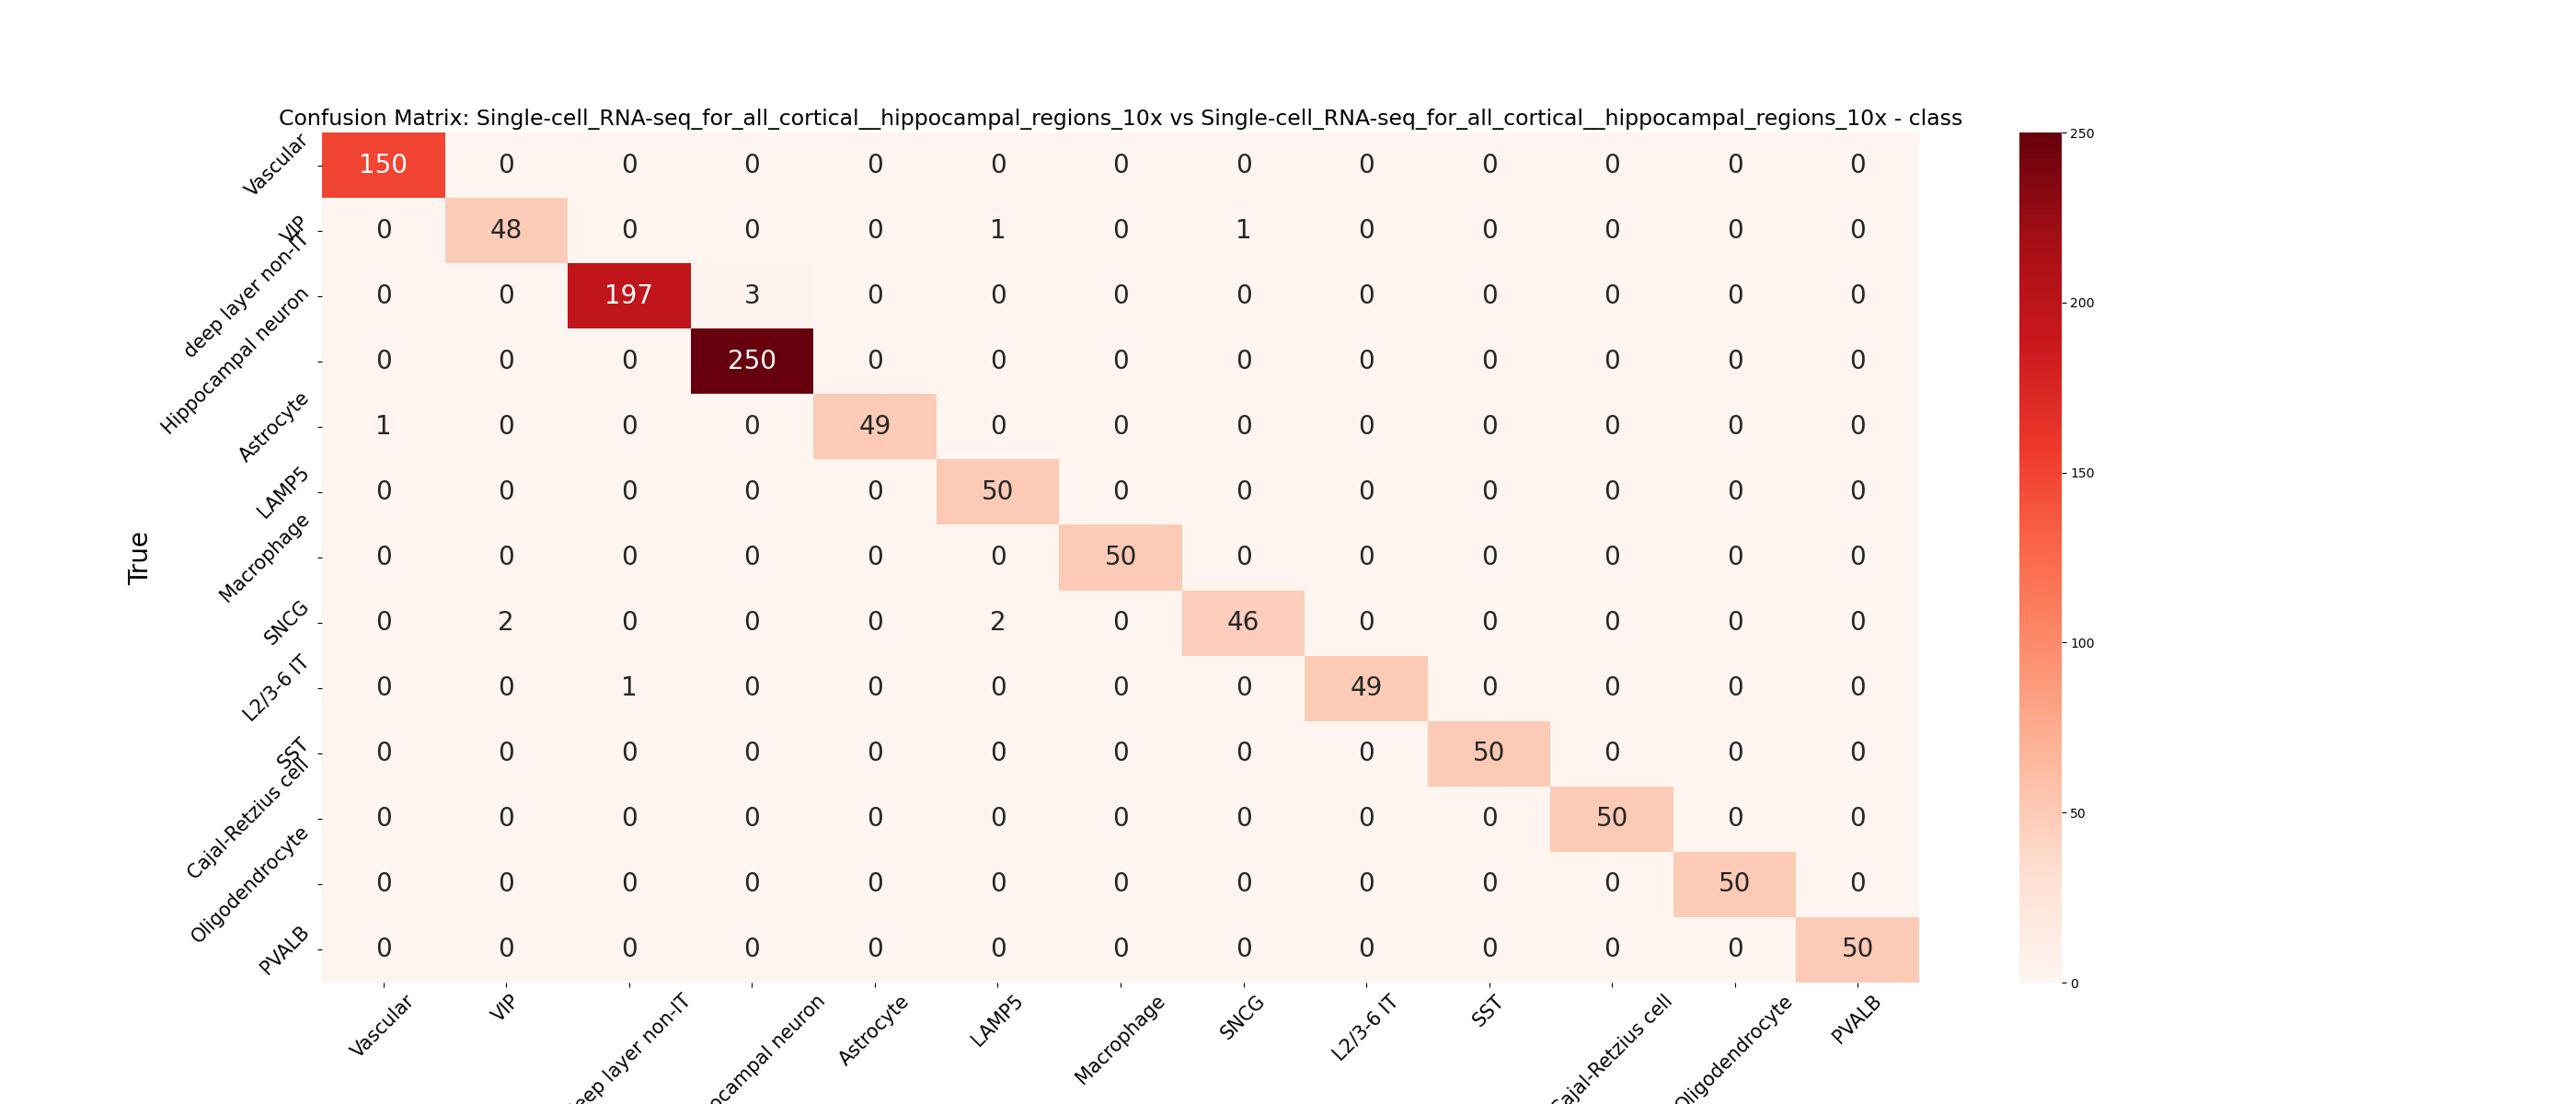 Confusion Matrix: Single-cell_RNA-seq_for_all_cortical__hippocampal_regions_10x vs Single-cell_RNA-seq_for_all_cortical__hippocampal_regions_10x - class
True
Vascular 150 0 0 0 0 0 0 0 0 0 0 0 0
VIP 0 48 0 0 0 1 0 1 0 0 0 0 0
deep layer non-IT 0 0 197 3 0 0 0 0 0 0 0 0 0
Hippocampal neuron 0 0 0 250 0 0 0 0 0 0 0 0 0
Astrocyte 1 0 0 0 49 0 0 0 0 0 0 0 0
LAMP5 0 0 0 0 0 50 0 0 0 0 0 0 0
Macrophage 0 0 0 0 0 0 50 0 0 0 0 0 0
SNCG 0 2 0 0 0 2 0 46 0 0 0 0 0
L2/3-6 IT 0 0 1 0 0 0 0 0 49 0 0 0 0
SST 0 0 0 0 0 0 0 0 0 50 0 0 0
Cajal-Retzius cell 0 0 0 0 0 0 0 0 0 0 50 0 0
Oligodendrocyte 0 0 0 0 0 0 0 0 0 0 0 50 0
PVALB 0 0 0 0 0 0 0 0 0 0 0 0 50
Vascular
VIP
eep layer non-IT
ocampal neuron
Astrocyte
LAMP5
Macrophage
SNCG
L2/3-6 IT
SST
Cajal-Retzius cell
Oligodendrocyte
PVALB
250
200
150
100
50
0